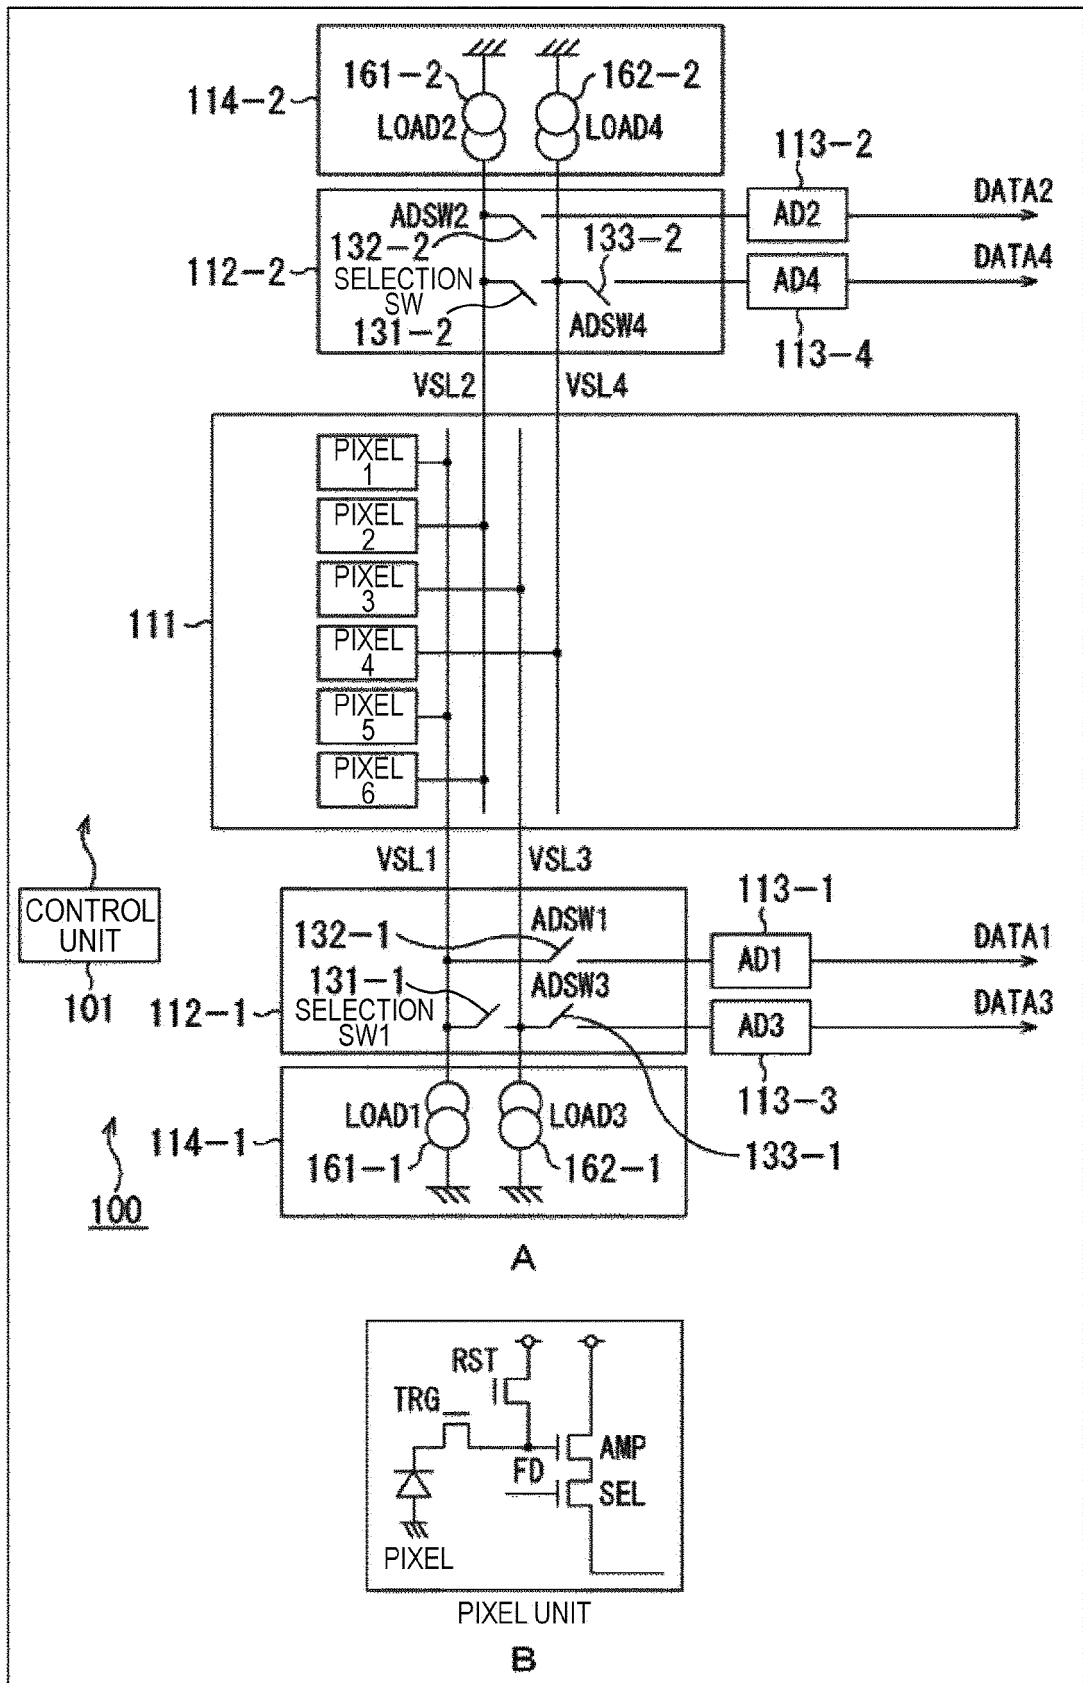 161-2
162-2
114-2
LOAD2
LOAD4
113-2
ADSW2
AD2
DATA2
132-2
133-2
112-2
SELECTION
SW
AD4
DATA4
131-2
ADSW4
113-4
VSL2
VSL4
PIXEL
1
PIXEL
2
PIXEL
3
111
PIXEL
4
PIXEL
5
PIXEL
6
VSL1
VSL3
CONTROL
UNIT
101
113-1
132-1
ADSW1
AD1
DATA1
131-1
ADSW3
112-1
SELECTION
SW1
AD3
DATA3
113-3
LOAD1
LOAD3
114-1
161-1
162-1
133-1
100
A
RST
TRG
AMP
FD
SEL
PIXEL
PIXEL UNIT
B